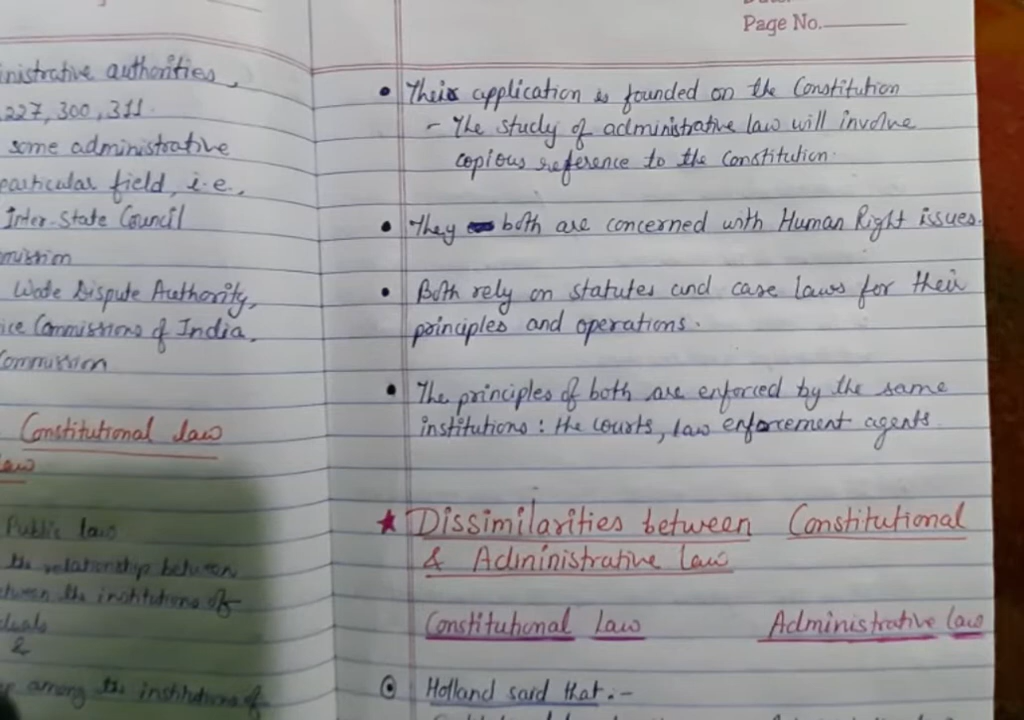 inistrative authorities,
227, 300, 311.
some administrative
particular field, i.e.,
Inter-State Council
mission
Wate Dispute Authority,
ice Commissions of India.
Commission
Constitutional law
law
Public law
the relationship between
etween the institutions of
duals
&
among the institutions of
Page No.
• Their application is founded on the Constitution
- The study of administrative law will involve
copious reference to the Constitution.
• They both are concerned with Human Right issues.
• Both rely on statutes and case laws for their
principles and operations.
• The principles of both are enforced by the same
institutions: the courts, law enforcement agents.
★ Dissimilarities between Constitutional
& Administrative law
Constitutional law Administrative law
Holland said that:-